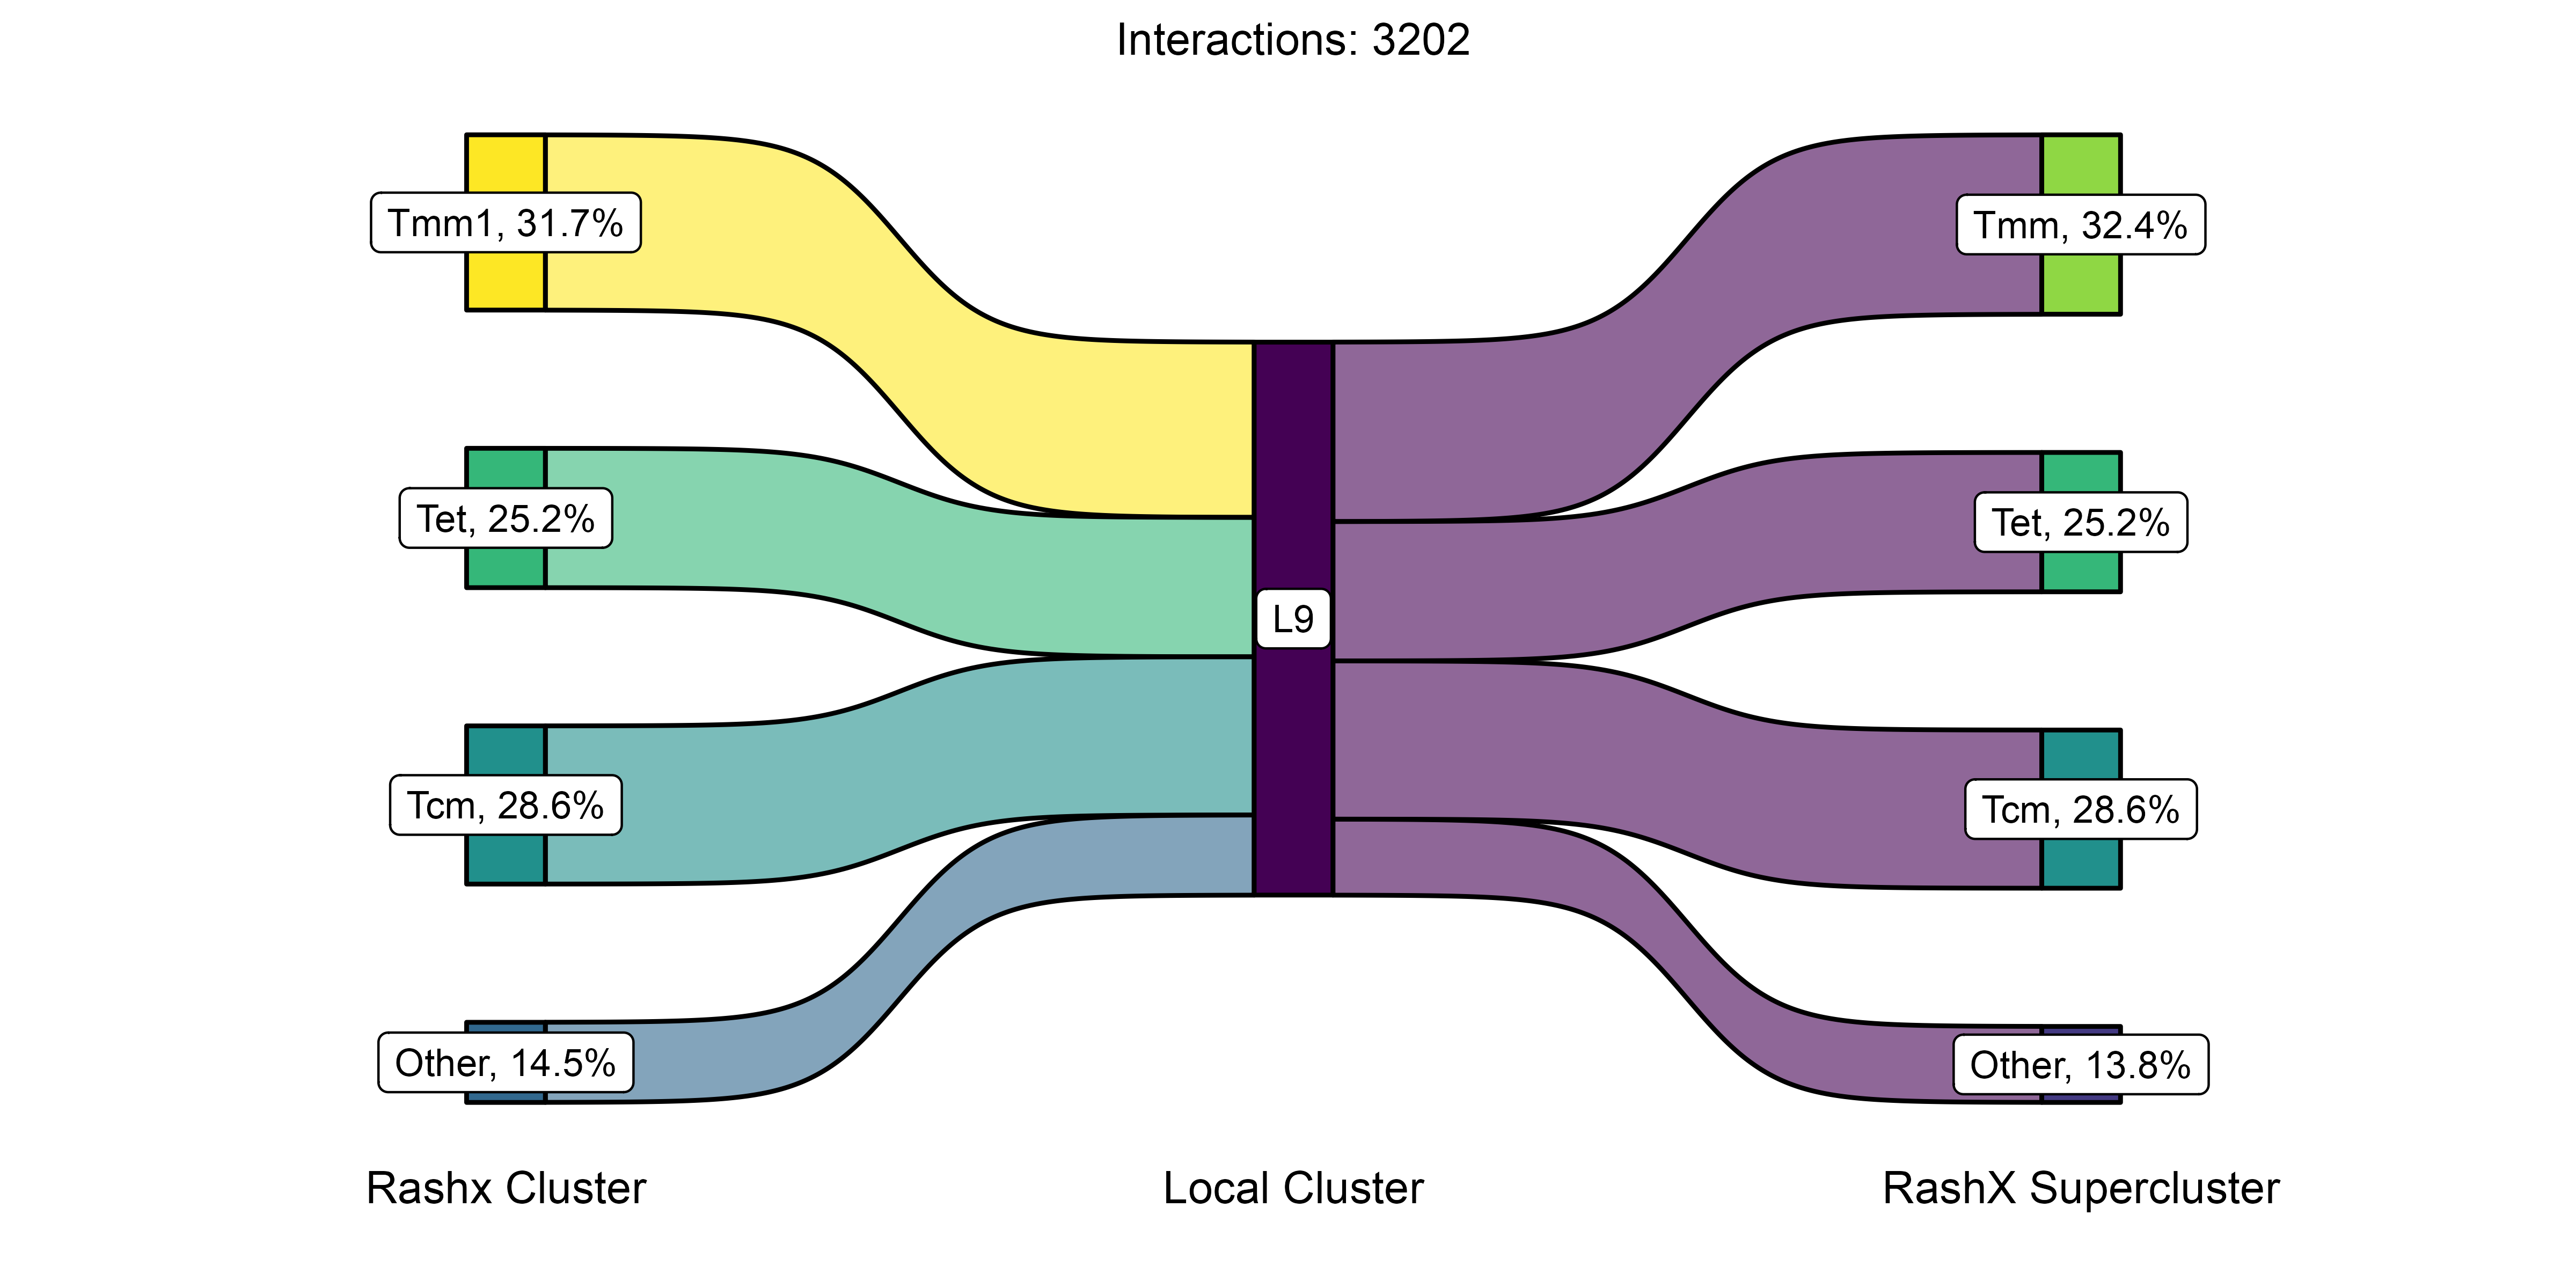 Interactions: 3202
Tmm1, 31.7%
Tmm, 32.4%
Tet, 25.2%
Tet, 25.2%
L9
Tcm, 28.6%
Tcm, 28.6%
Other, 14.5%
Other, 13.8%
Rashx Cluster
Local Cluster
RashX Supercluster